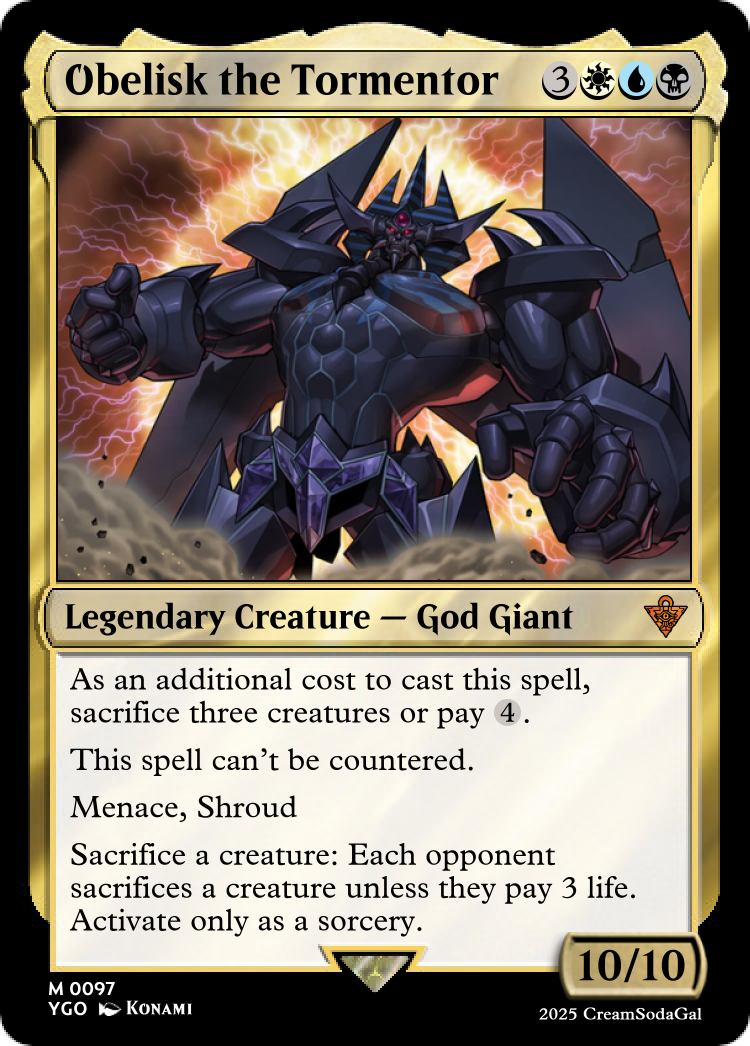 Obelisk the Tormentor 3
Legendary Creature — God Giant
As an additional cost to cast this spell,
sacrifice three creatures or pay 4.
This spell can't be countered.
Menace, Shroud
Sacrifice a creature: Each opponent
sacrifices a creature unless they pay 3 life.
Activate only as a sorcery.
10/10
M 0097
YGO Konami
2025 CreamSodaGal